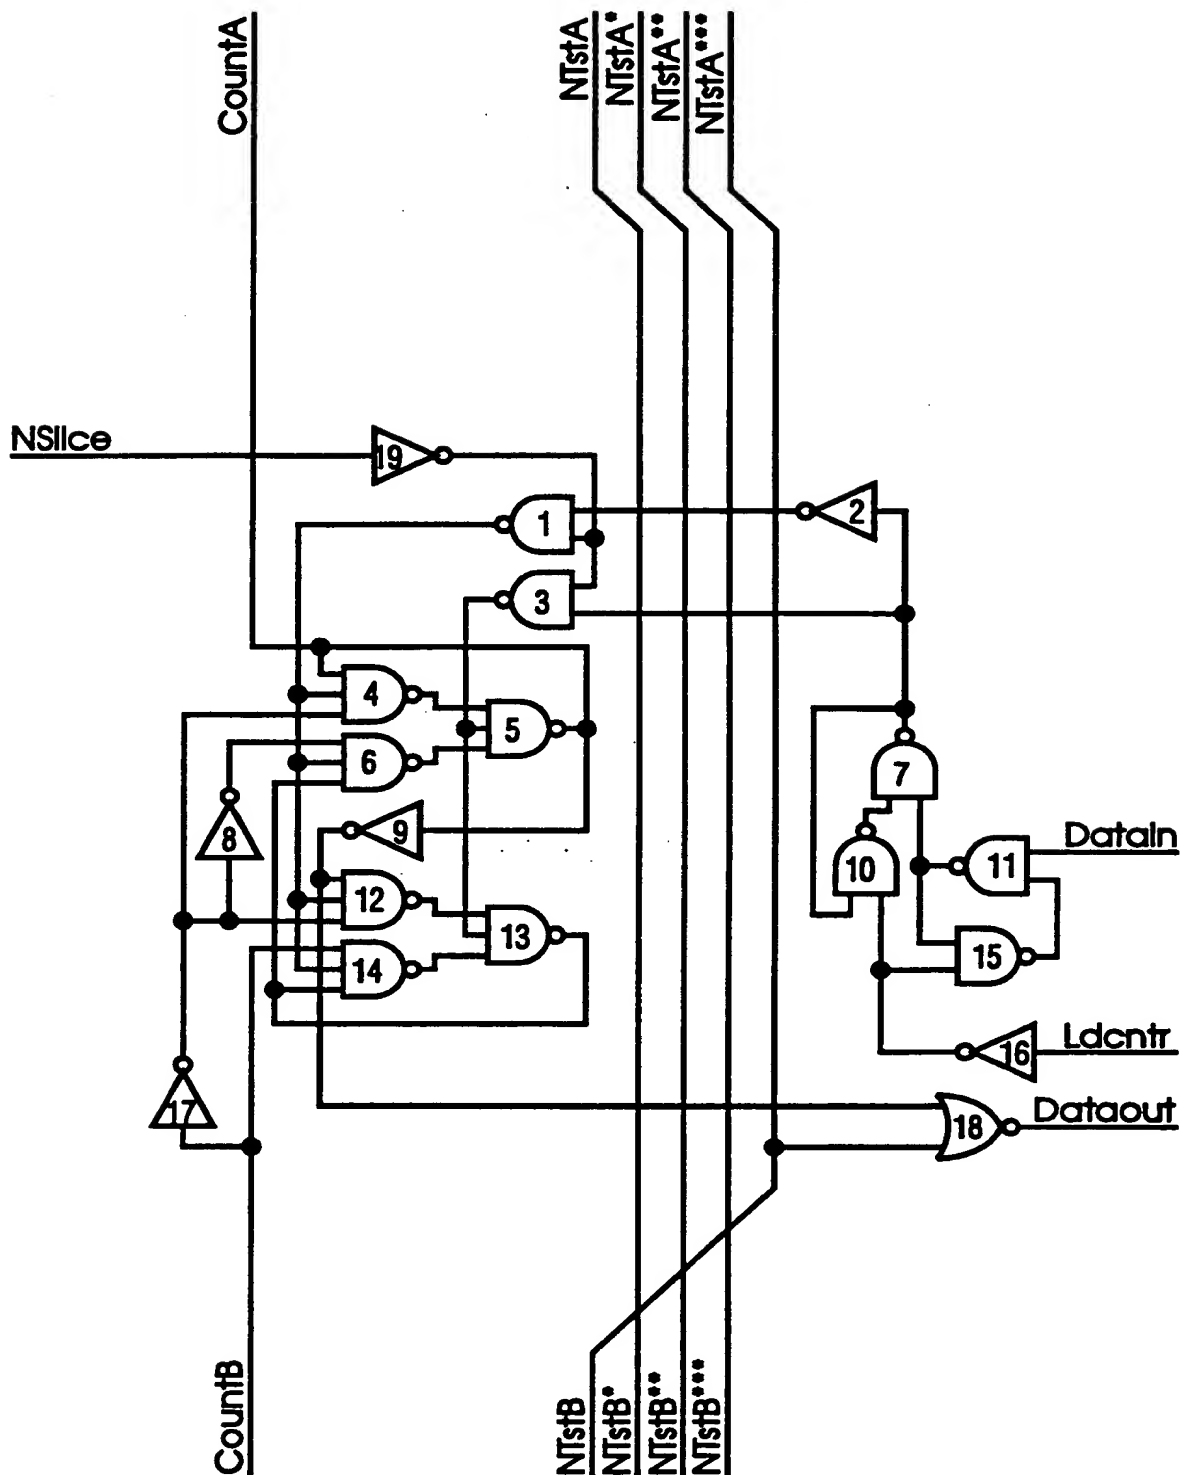 CountA
NTstA
NTstA*
NTstA**
NTstA***
NSlice
19
1
2
3
4
5
6
7
8
9
10
11
Datain
12
13
14
15
16
Ldcntr
17
18
Dataout
CountB
NTstB
NTstB*
NTstB**
NTstB***